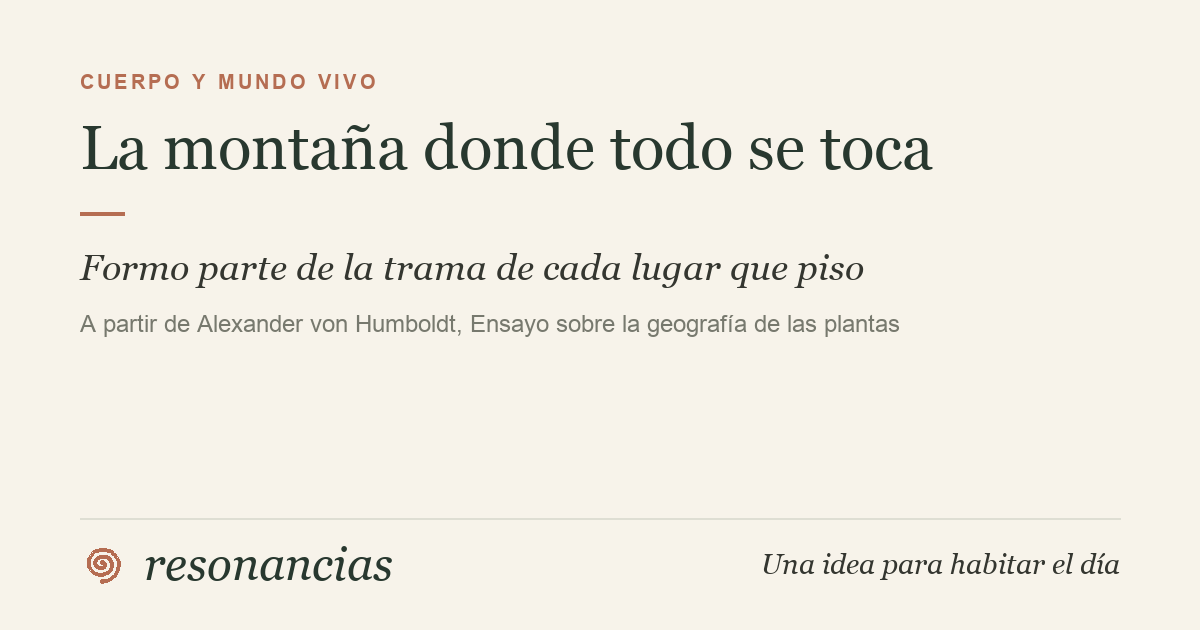 CUERPO Y MUNDO VIVO
La montaña donde todo se toca
Formo parte de la trama de cada lugar que piso
A partir de Alexander von Humboldt, Ensayo sobre la geografía de las plantas
resonancias
Una idea para habitar el día